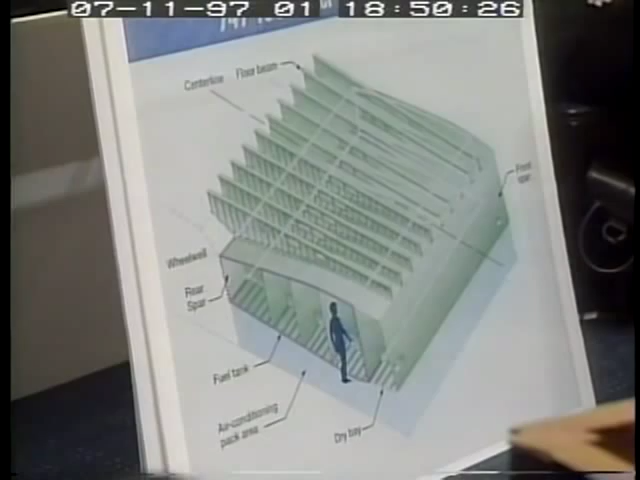 07-11-97 01 18:50:26
Centerline Floor beam
Front
spar
Wheelwell
Rear
Spar
Fuel tank
Air-conditioning
pack area
Dry bay